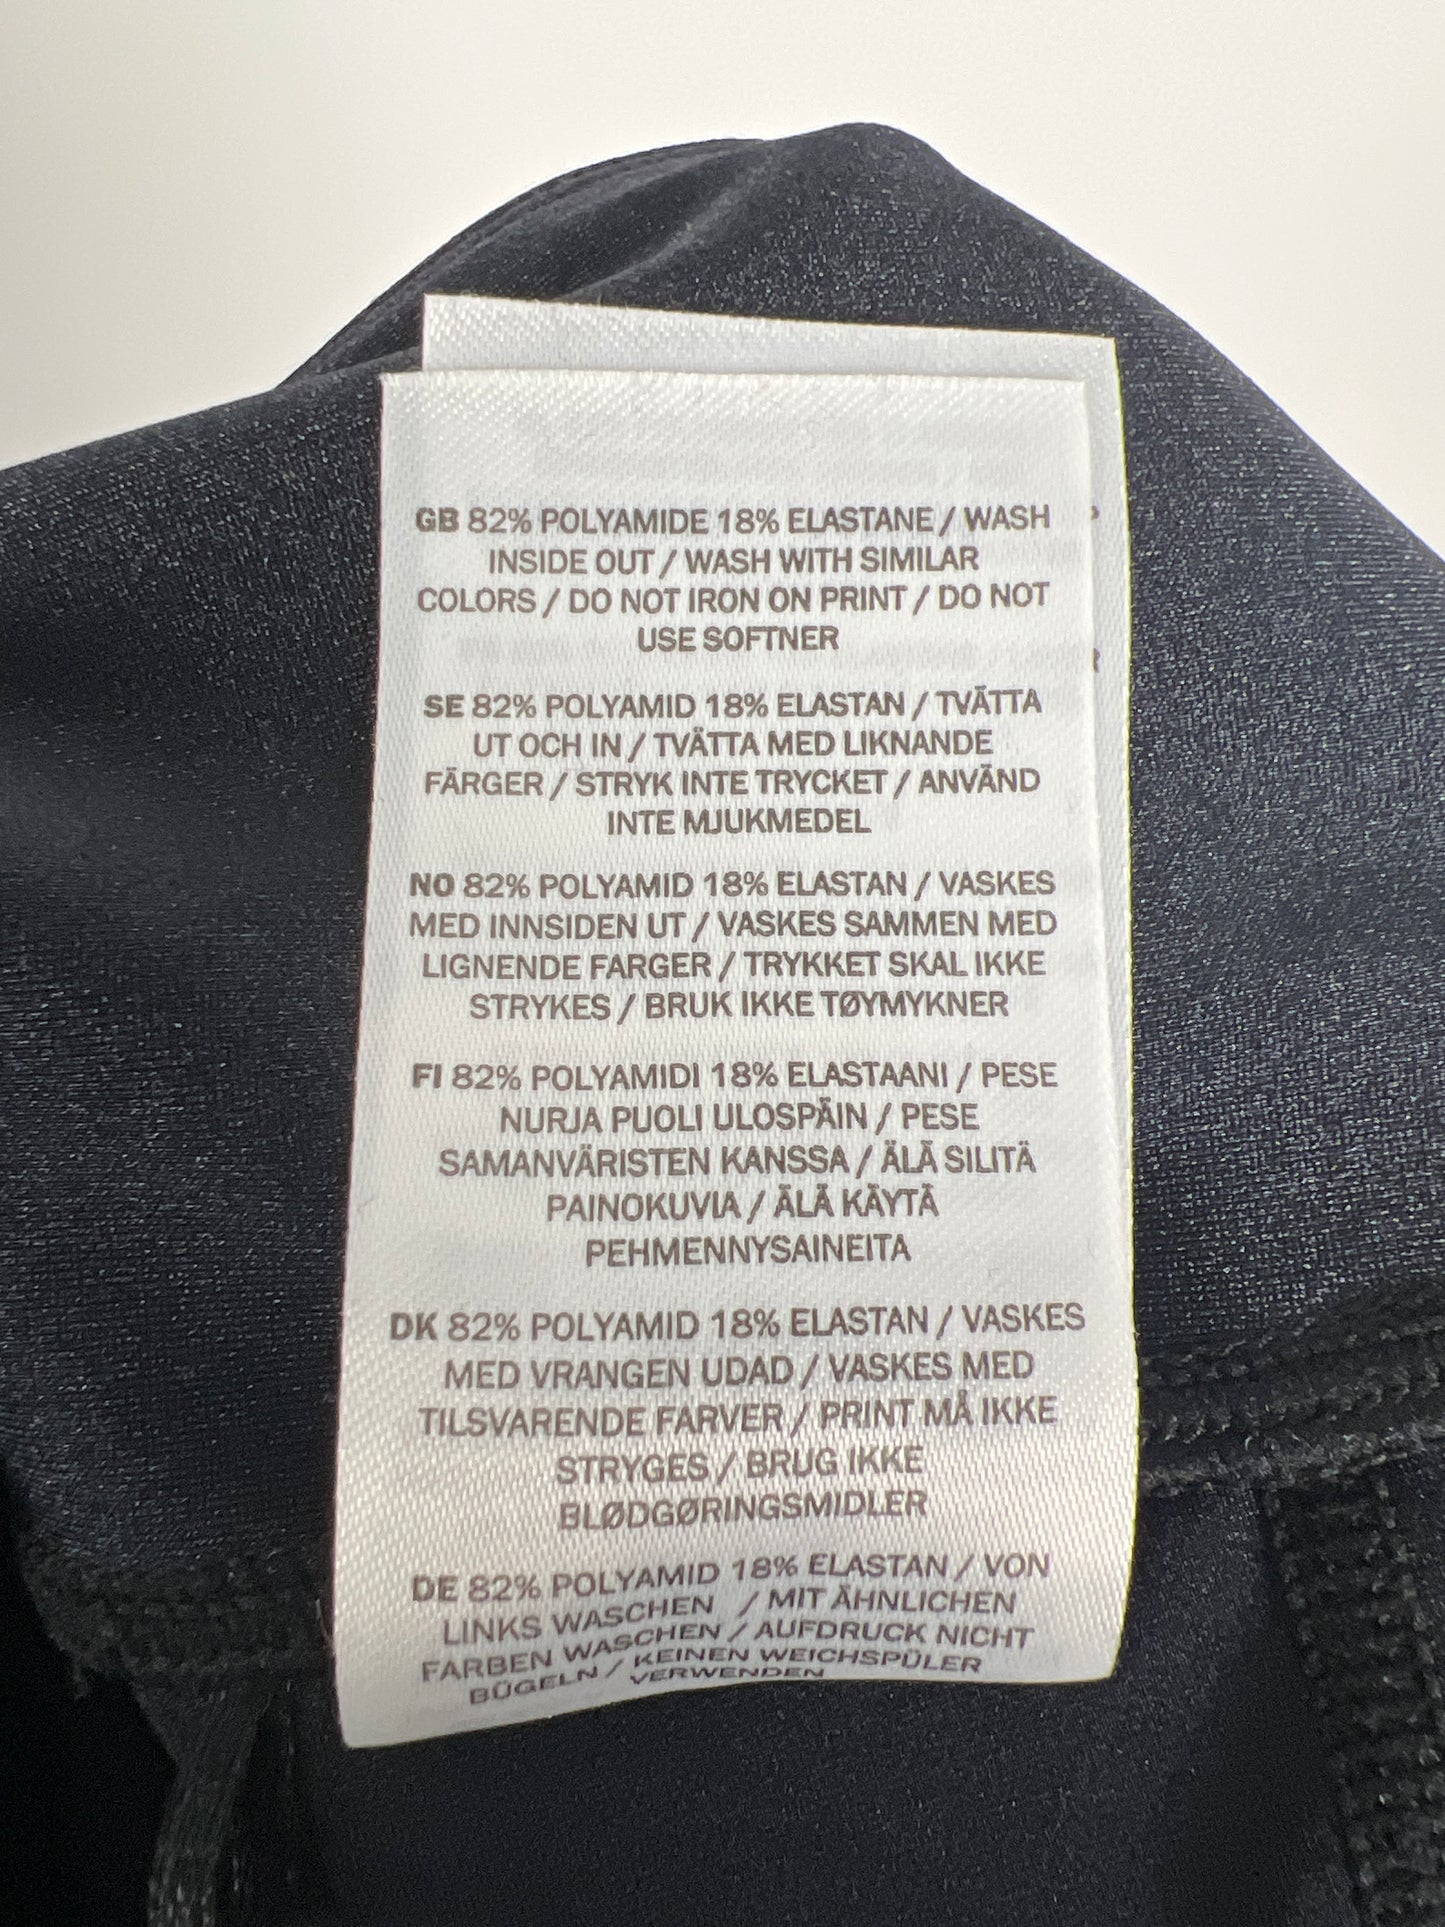 GB 82% POLYAMIDE 18% ELASTANE / WASH
INSIDE OUT / WASH WITH SIMILAR
COLORS / DO NOT IRON ON PRINT / DO NOT
USE SOFTNER
SE 82% POLYAMID 18% ELASTAN / TVÄTTA
UT OCH IN / TVÄTTA MED LIKNANDE
FÄRGER / STRYK INTE TRYCKET / ANVÄND
INTE MJUKMEDEL
NO 82% POLYAMID 18% ELASTAN / VASKES
MED INNSIDEN UT / VASKES SAMMEN MED
LIGNENDE FARGER / TRYKKET SKAL IKKE
STRYKES / BRUK IKKE TØYMYKNER
FI 82% POLYAMIDI 18% ELASTAANI / PESE
NURJA PUOLI ULOSPÄIN / PESE
SAMANVÄRISTEN KANSSA / ÄLÄ SILITÄ
PAINOKUVIA / ÄLÄ KÄYTÄ
PEHMENNYSAINEITA
DK 82% POLYAMID 18% ELASTAN / VASKES
MED VRANGEN UDAD / VASKES MED
TILSVARENDE FARVER / PRINT MÅ IKKE
STRYGES / BRUG IKKE
BLØDGØRINGSMIDLER
DE 82% POLYAMID 18% ELASTAN / VON
LINKS WASCHEN / MIT ÄHNLICHEN
FARBEN WASCHEN / AUFDRUCK NICHT
BÜGELN / KEINEN WEICHSPÜLER
VERWENDEN